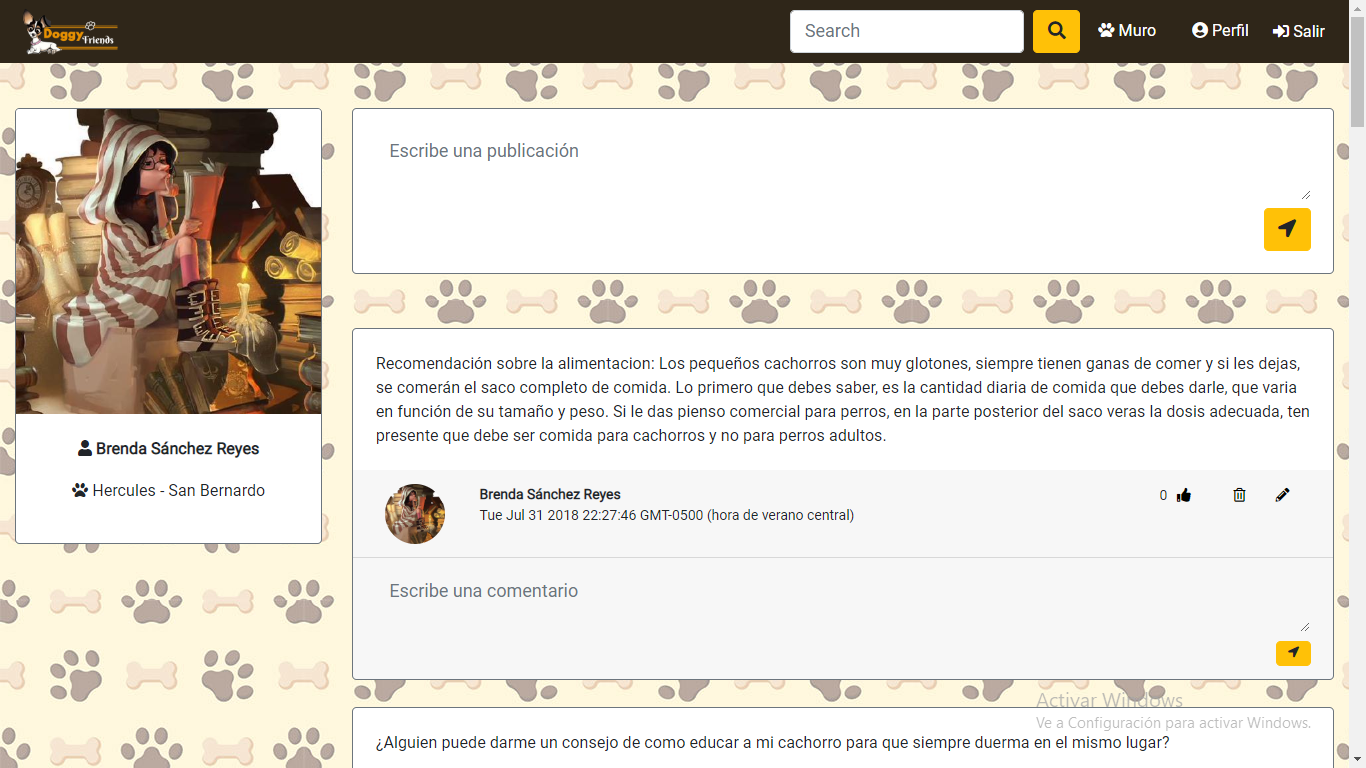 Doggy
Friends
Search
Muro
Perfil
Salir
Escribe una publicación
Brenda Sánchez Reyes
Hercules - San Bernardo
Recomendación sobre la alimentacion: Los pequeños cachorros son muy glotones, siempre tienen ganas de comer y si les dejas,
se comerán el saco completo de comida. Lo primero que debes saber, es la cantidad diaria de comida que debes darle, que varia
en función de su tamaño y peso. Si le das pienso comercial para perros, en la parte posterior del saco veras la dosis adecuada, ten
presente que debe ser comida para cachorros y no para perros adultos.
Brenda Sánchez Reyes
0
Tue Jul 31 2018 22:27:46 GMT-0500 (hora de verano central)
Escribe una comentario
Activar Windows
Ve a Configuración para activar Windows.
¿Alguien puede darme un consejo de como educar a mi cachorro para que siempre duerma en el mismo lugar?